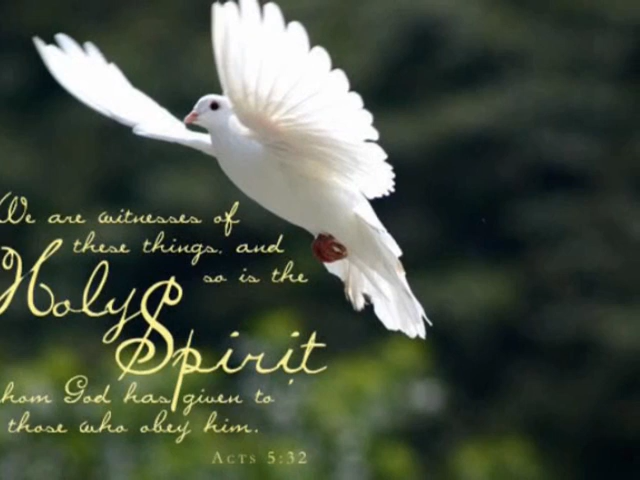 We are witnesses of
these things, and
so is the
Holy Spirit
hom God has given to
those who obey him.
Acts 5:32